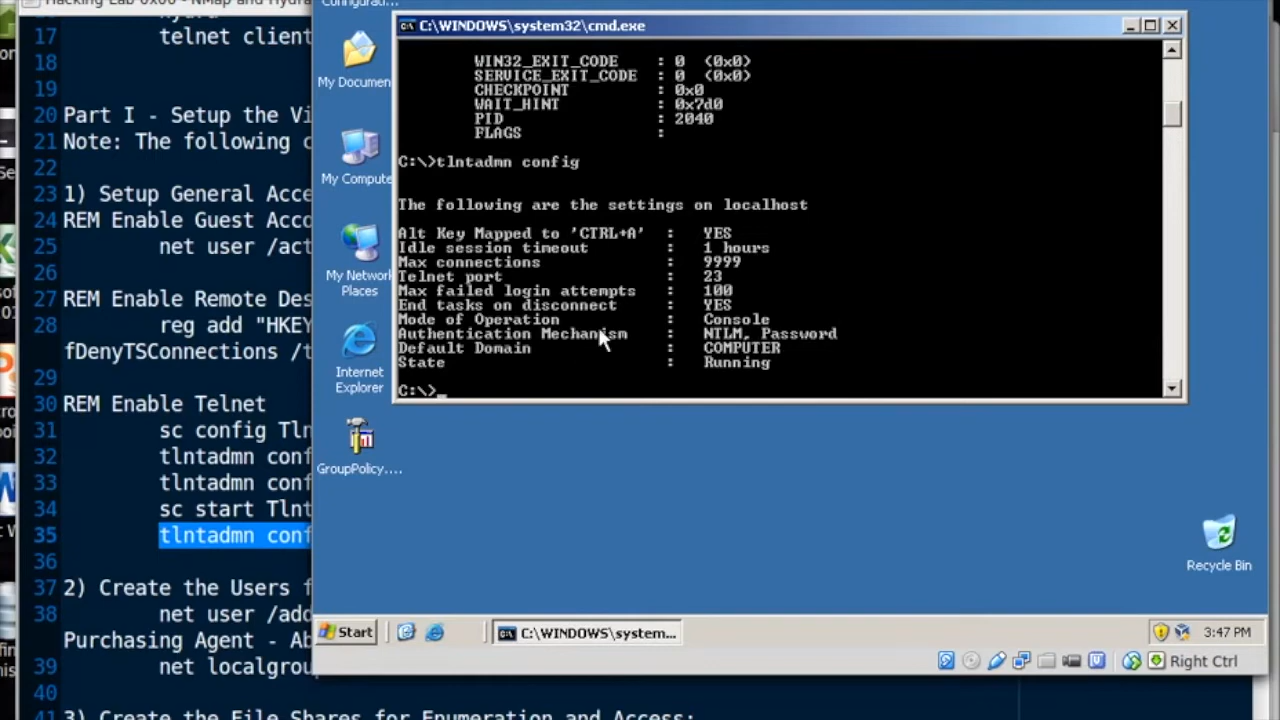 Hacking Lab 0x06 - NMap and Hydra
17 telnet client
18
19
20 Part I - Setup the Vi
21 Note: The following c
22
23 1) Setup General Acce
24 REM Enable Guest Acco
25 net user /act
26
27 REM Enable Remote Des
28 reg add "HKEY
fDenyTSConnections /t
29
30 REM Enable Telnet
31 sc config Tln
32 tlntadmn conf
33 tlntadmn conf
34 sc start Tlnt
35 tlntadmn conf
36
37 2) Create the Users f
38 net user /add
Purchasing Agent - Ab
39 net localgrou
40
41 3) Create the File Shares for Enumeration and Access:
My Documen
My Compute
My Network
Places
Internet
Explorer
GroupPolicy....
C:\WINDOWS\system32\cmd.exe
WIN32_EXIT_CODE : 0 (0x0)
SERVICE_EXIT_CODE : 0 (0x0)
CHECKPOINT : 0x0
WAIT_HINT : 0x7d0
PID : 2040
FLAGS :
C:\>tlntadmn config
The following are the settings on localhost
Alt Key Mapped to 'CTRL+A' : YES
Idle session timeout : 1 hours
Max connections : 9999
Telnet port : 23
Max failed login attempts : 100
End tasks on disconnect : YES
Mode of Operation : Console
Authentication Mechanism : NTLM, Password
Default Domain : COMPUTER
State : Running
C:\>_
Recycle Bin
Start
C:\WINDOWS\system...
3:47 PM
Right Ctrl